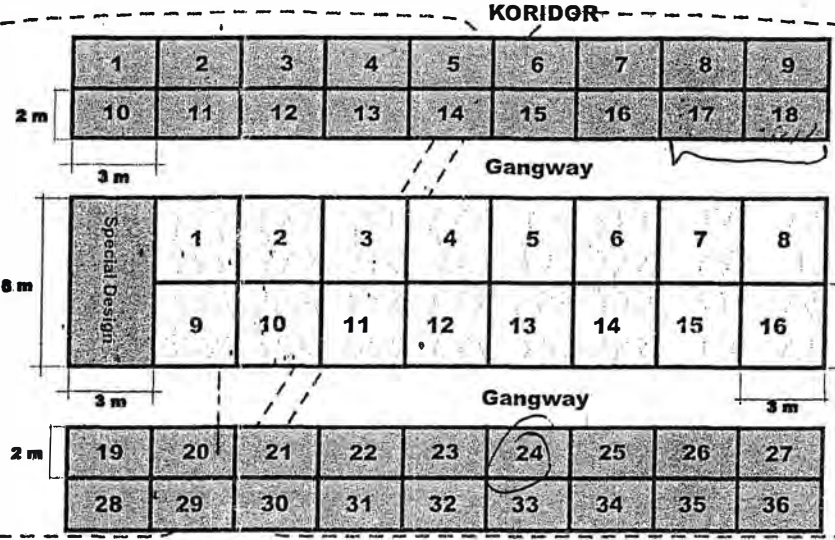 KORIDOR
1 2 3 4 5 6 7 8 9
2 m 10 11 12 13 14 15 16 17 18
3 m
Gangway
Special Design
1 2 3 4 5 6 7 8
6 m
9 10 11 12 13 14 15 16
3 m
Gangway
3 m
2 m 19 20 21 22 23 24 25 26 27
28 29 30 31 32 33 34 35 36